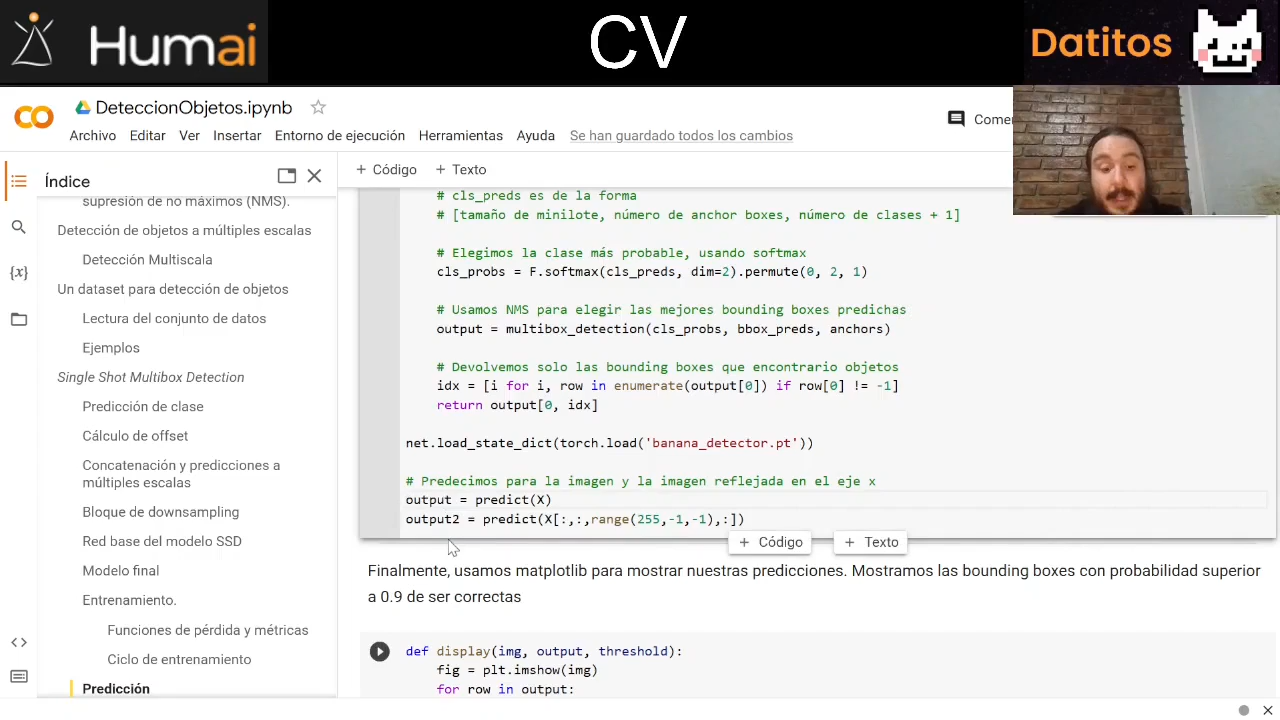 Humai
CV
Datitos
DeteccionObjetos.ipynb
Archivo Editar Ver Insertar Entorno de ejecución Herramientas Ayuda Se han guardado todos los cambios
Índice
+ Código + Texto
supresión de no máximos (NMS).
Detección de objetos a múltiples escalas
Detección Multiscala
Un dataset para detección de objetos
Lectura del conjunto de datos
Ejemplos
Single Shot Multibox Detection
Predicción de clase
Cálculo de offset
Concatenación y predicciones a
múltiples escalas
Bloque de downsampling
Red base del modelo SSD
Modelo final
Entrenamiento.
Funciones de pérdida y métricas
Ciclo de entrenamiento
Predicción
# cls_preds es de la forma
# [tamaño de minilote, número de anchor boxes, número de clases + 1]
# Elegimos la clase más probable, usando softmax
cls_probs = F.softmax(cls_preds, dim=2).permute(0, 2, 1)
# Usamos NMS para elegir las mejores bounding boxes predichas
output = multibox_detection(cls_probs, bbox_preds, anchors)
# Devolvemos solo las bounding boxes que encontrario objetos
idx = [i for i, row in enumerate(output[0]) if row[0] != -1]
return output[0, idx]
net.load_state_dict(torch.load('banana_detector.pt'))
# Predecimos para la imagen y la imagen reflejada en el eje x
output = predict(X)
output2 = predict(X[:,:,range(255,-1,-1),:])
+ Código + Texto
Finalmente, usamos matplotlib para mostrar nuestras predicciones. Mostramos las bounding boxes con probabilidad superior
a 0.9 de ser correctas
def display(img, output, threshold):
fig = plt.imshow(img)
for row in output: